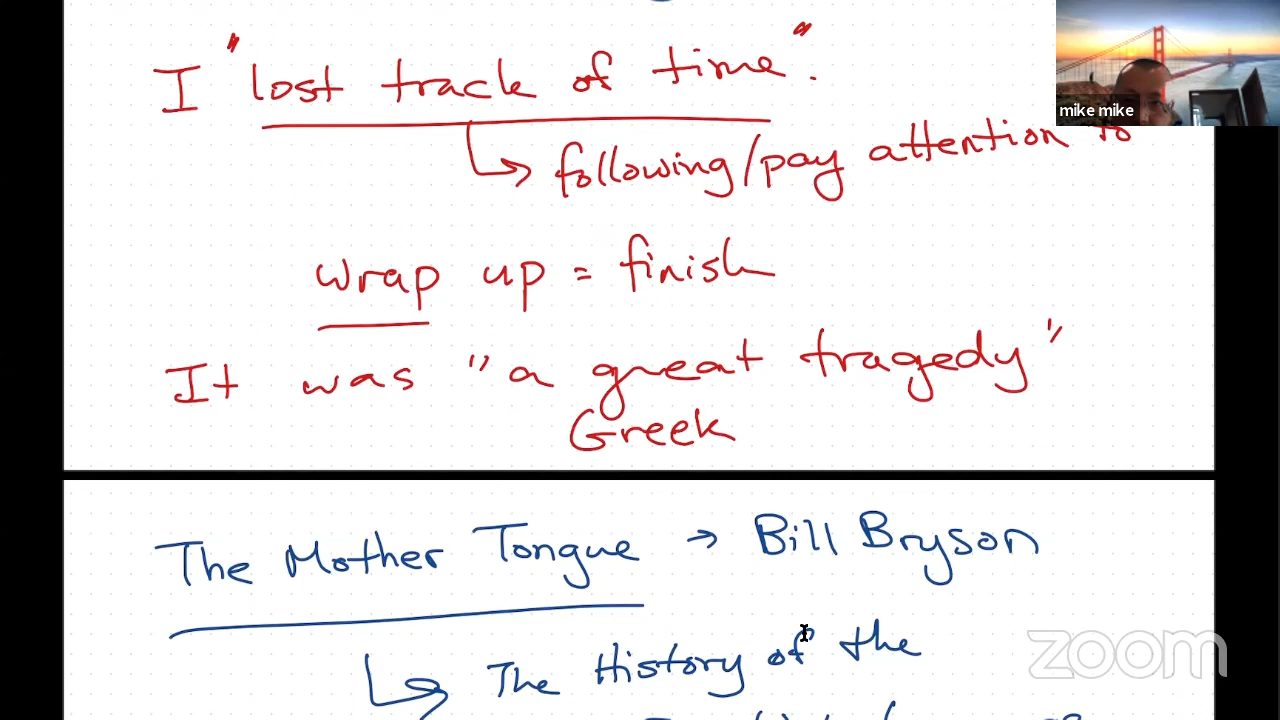 I "lost track of time".
mike mike
↳ following/pay attention to
wrap up = finish
It was "a great tragedy"
Greek
The Mother Tongue → Bill Bryson
↳ The History of the
zoom